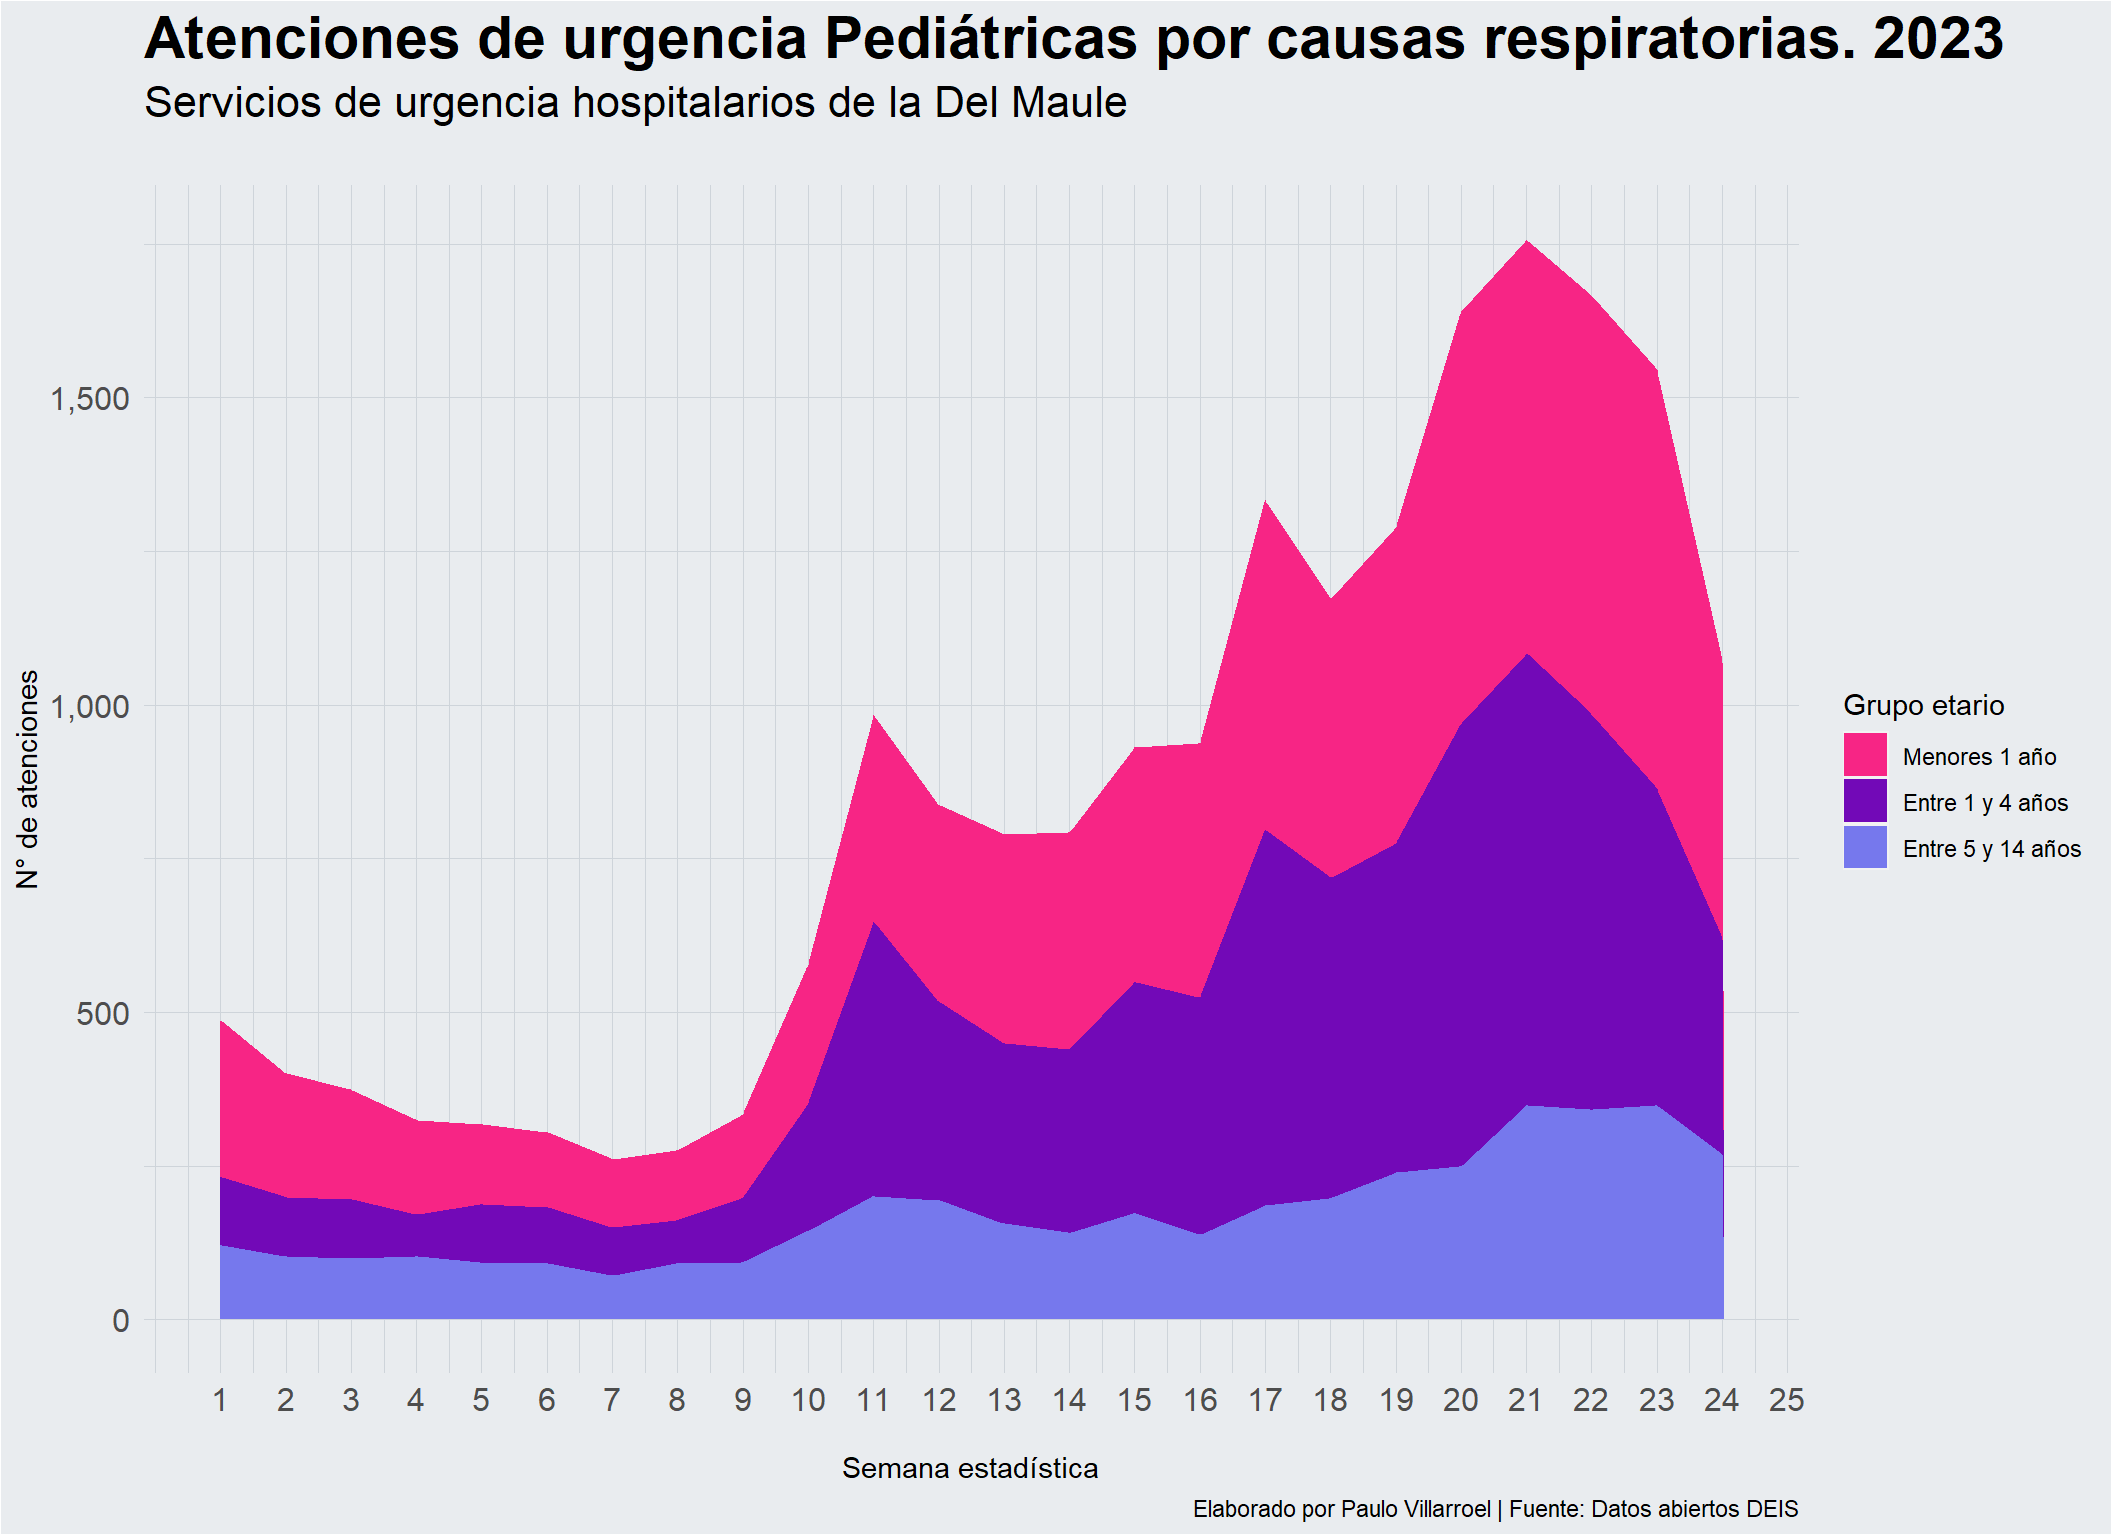 Atenciones de urgencia Pediátricas por causas respiratorias. 2023
Servicios de urgencia hospitalarios de la Del Maule
N° de atenciones
1,500
1,000
500
0
Grupo etario
Menores 1 año
Entre 1 y 4 años
Entre 5 y 14 años
1 2 3 4 5 6 7 8 9 10 11 12 13 14 15 16 17 18 19 20 21 22 23 24 25
Semana estadística
Elaborado por Paulo Villarroel | Fuente: Datos abiertos DEIS